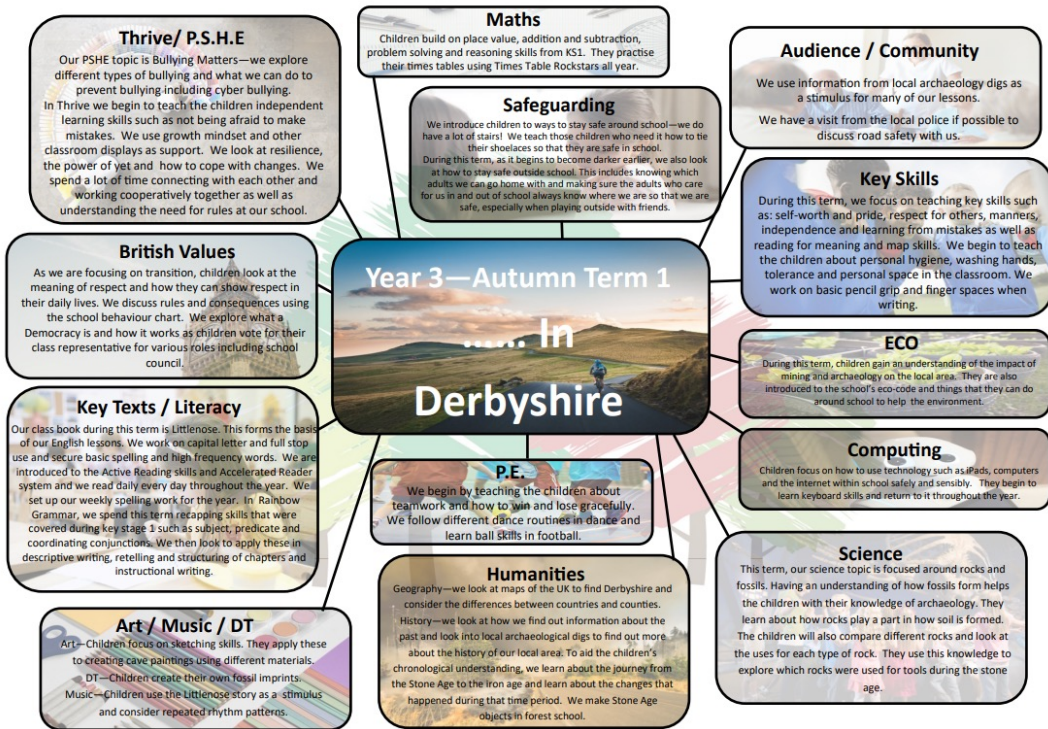 Thrive/ P.S.H.E
Our PSHE topic is Bullying Matters—we explore
different types of bullying and what we can do to
prevent bullying including cyber bullying.
In Thrive we begin to teach the children independent
learning skills such as not being afraid to make
mistakes. We use growth mindset and other
classroom displays as support. We look at resilience,
the power of yet and how to cope with changes. We
spend a lot of time connecting with each other and
working cooperatively together as well as
understanding the need for rules at our school.
Maths
Children build on place value, addition and subtraction,
problem solving and reasoning skills from KS1. They practise
their times tables using Times Table Rockstars all year.
Safeguarding
We introduce children to ways to stay safe around school—we do
have a lot of stairs! We teach those children who need it how to tie
their shoelaces so that they are safe in school.
During this term, as it begins to become darker earlier, we also look
at how to stay safe outside school. This includes knowing which
adults we can go home with and making sure the adults who care
for us in and out of school always know where we are so that we are
safe, especially when playing outside with friends.
Audience / Community
We use information from local archaeology digs as
a stimulus for many of our lessons.
We have a visit from the local police if possible to
discuss road safety with us.
Key Skills
During this term, we focus on teaching key skills such
as: self-worth and pride, respect for others, manners,
independence and learning from mistakes as well as
reading for meaning and map skills. We begin to teach
the children about personal hygiene, washing hands,
tolerance and personal space in the classroom. We
work on basic pencil grip and finger spaces when
writing.
British Values
As we are focusing on transition, children look at the
meaning of respect and how they can show respect in
their daily lives. We discuss rules and consequences using
the school behaviour chart. We explore what a
Democracy is and how it works as children vote for their
class representative for various roles including school
council.
Year 3—Autumn Term 1
...... In
Derbyshire
ECO
During this term, children gain an understanding of the impact of
mining and archaeology on the local area. They are also
introduced to the school's eco-code and things that they can do
around school to help the environment.
Key Texts / Literacy
Our class book during this term is Littlenose. This forms the basis
of our English lessons. We work on capital letter and full stop
use and secure basic spelling and high frequency words. We are
introduced to the Active Reading skills and Accelerated Reader
system and we read daily every day throughout the year. We
set up our weekly spelling work for the year. In Rainbow
Grammar, we spend this term recapping skills that were
covered during key stage 1 such as subject, predicate and
coordinating conjunctions. We then look to apply these in
descriptive writing, retelling and structuring of chapters and
instructional writing.
Computing
Children focus on how to use technology such as iPads, computers
and the internet within school safely and sensibly. They begin to
learn keyboard skills and return to it throughout the year.
P.E.
We begin by teaching the children about
teamwork and how to win and lose gracefully.
We follow different dance routines in dance and
learn ball skills in football.
Science
This term, our science topic is focused around rocks and
fossils. Having an understanding of how fossils form helps
the children with their knowledge of archaeology. They
learn about how rocks play a part in how soil is formed.
The children will also compare different rocks and look at
the uses for each type of rock. They use this knowledge to
explore which rocks were used for tools during the stone
age.
Humanities
Geography—we look at maps of the UK to find Derbyshire and
consider the differences between countries and counties.
History—we look at how we find out information about the
past and look into local archaeological digs to find out more
about the history of our local area. To aid the children's
chronological understanding, we learn about the journey from
the Stone Age to the Iron age and learn about the changes that
happened during that time period. We make Stone Age
objects in forest school.
Art / Music / DT
Art—Children focus on sketching skills. They apply these
to creating cave paintings using different materials.
DT—Children create their own fossil imprints.
Music—Children use the Littlenose story as a stimulus
and consider repeated rhythm patterns.